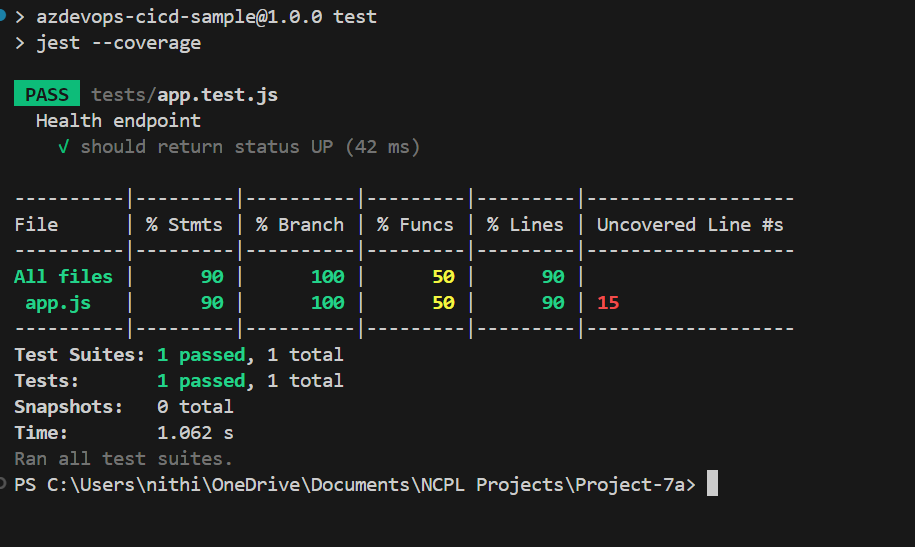 > azdevops-cicd-sample@1.0.0 test
> jest --coverage
PASS tests/app.test.js
Health endpoint
√ should return status UP (42 ms)
----------|---------|----------|---------|---------|-------------------
File      | % Stmts | % Branch | % Funcs | % Lines | Uncovered Line #s
----------|---------|----------|---------|---------|-------------------
All files |      90 |      100 |      50 |      90 |
 app.js   |      90 |      100 |      50 |      90 | 15
----------|---------|----------|---------|---------|-------------------
Test Suites: 1 passed, 1 total
Tests:       1 passed, 1 total
Snapshots:   0 total
Time:        1.062 s
Ran all test suites.
PS C:\Users\nithi\OneDrive\Documents\NCPL Projects\Project-7a>